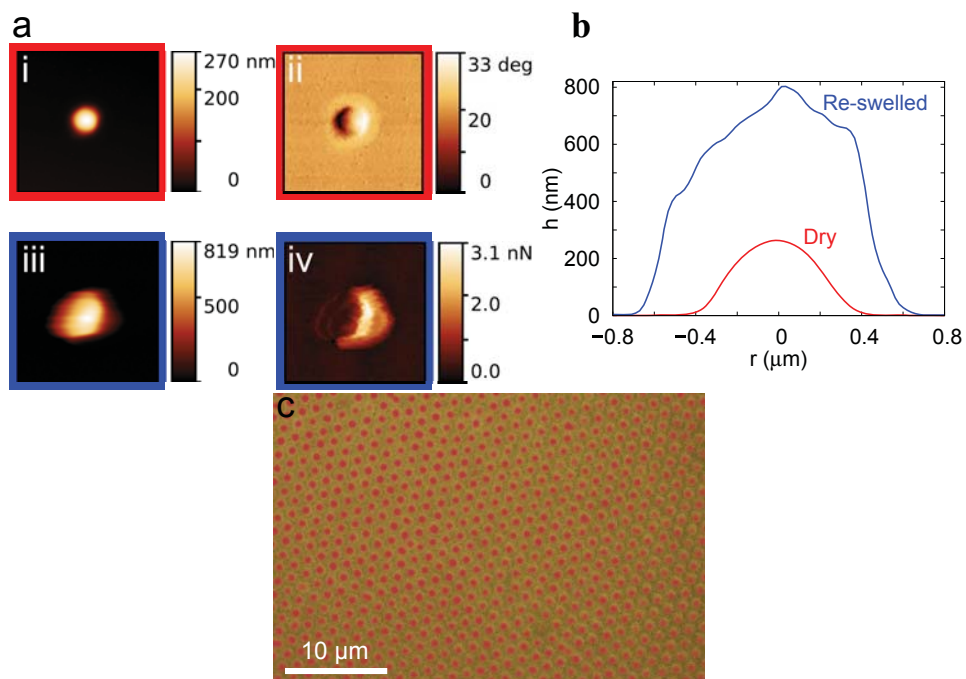 a
i
270 nm
200
0
ii
33 deg
20
0
iii
819 nm
500
0
iv
3.1 nN
2.0
0.0
b
800
600
400
200
0
h (nm)
Re-swelled
Dry
−0.8
−0.4
0
0.4
0.8
r (μm)
c
10 μm